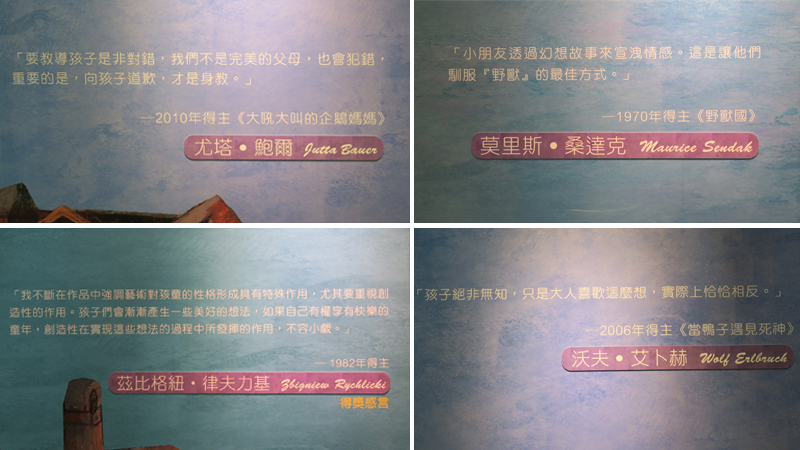 「要教導孩子是非對錯，我們不是完美的父母，也會犯錯，
重要的是，向孩子道歉，才是身教。」
—2010年得主《大吼大叫的企鵝媽媽》
尤塔•鮑爾 Jutta Bauer
「小朋友透過幻想故事來宣洩情感。這是讓他們
馴服『野獸』的最佳方式。」
—1970年得主《野獸國》
莫里斯•桑達克 Maurice Sendak
「我不斷在作品中強調藝術對孩童的性格形成具有特殊作用，尤其要重視創
造性的作用。孩子們會漸漸產生一些美好的想法，如果自己有權享有快樂的
童年，創造性在實現這些想法的過程中所發揮的作用，不容小覷。」
— 1982年得主
茲比格紐•律夫力基 Zbigniew Rychlicki
得獎感言
「孩子絕非無知，只是大人喜歡這麼想，實際上恰恰相反。」
—2006年得主《當鴨子遇見死神》
沃夫•艾卜赫 Wolf Erlbruch